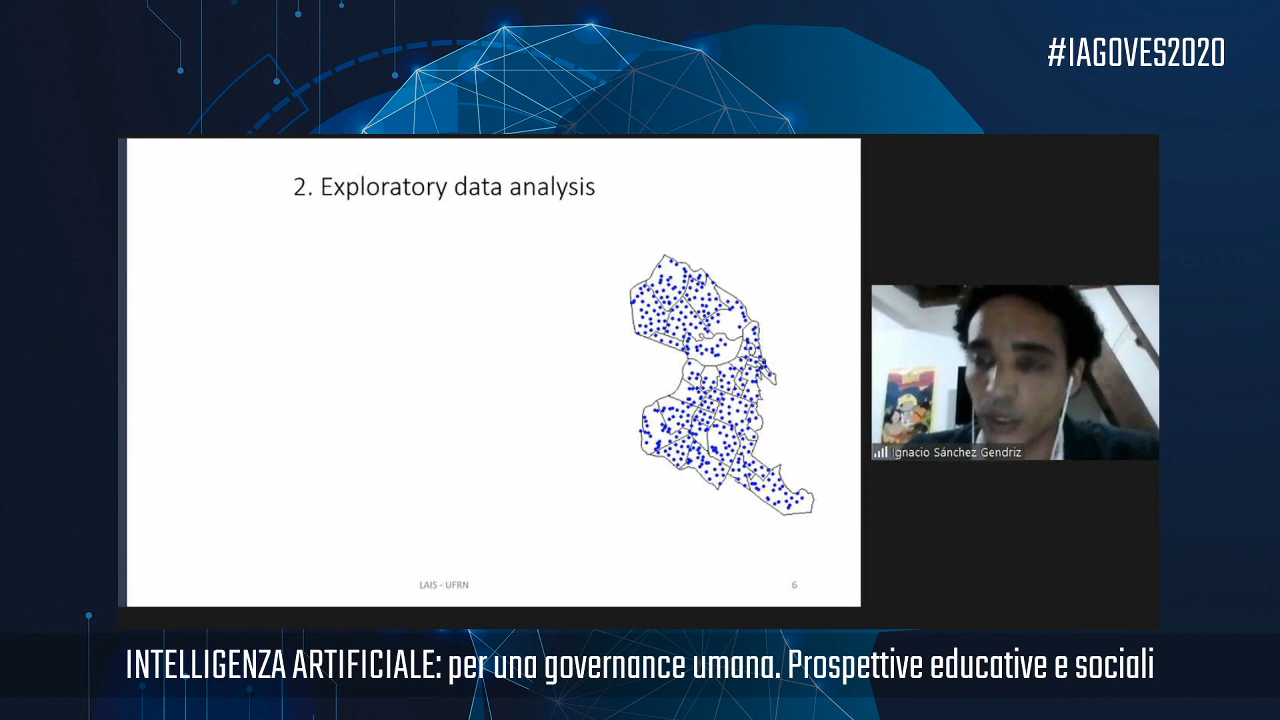 #IAGOVES2020
2. Exploratory data analysis
Ignacio Sánchez Gendriz
LAIS - UFRN
6
INTELLIGENZA ARTIFICIALE: per una governance umana. Prospettive educative e sociali